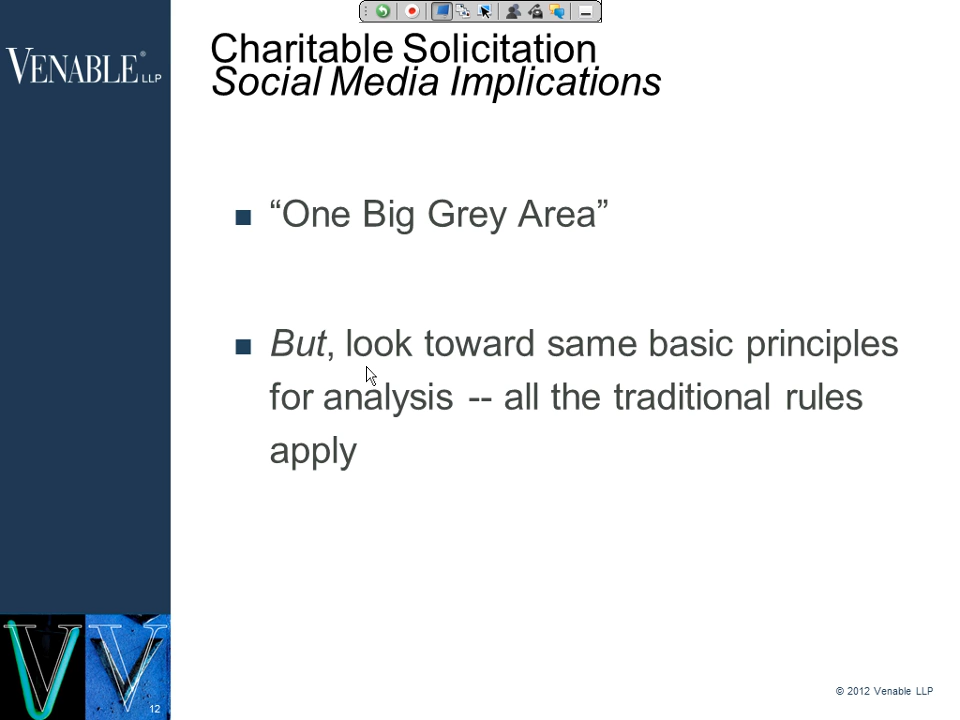 Charitable Solicitation
Social Media Implications
VENABLE® LLP
■ “One Big Grey Area”
■ But, look toward same basic principles
for analysis -- all the traditional rules
apply
© 2012 Venable LLP
12